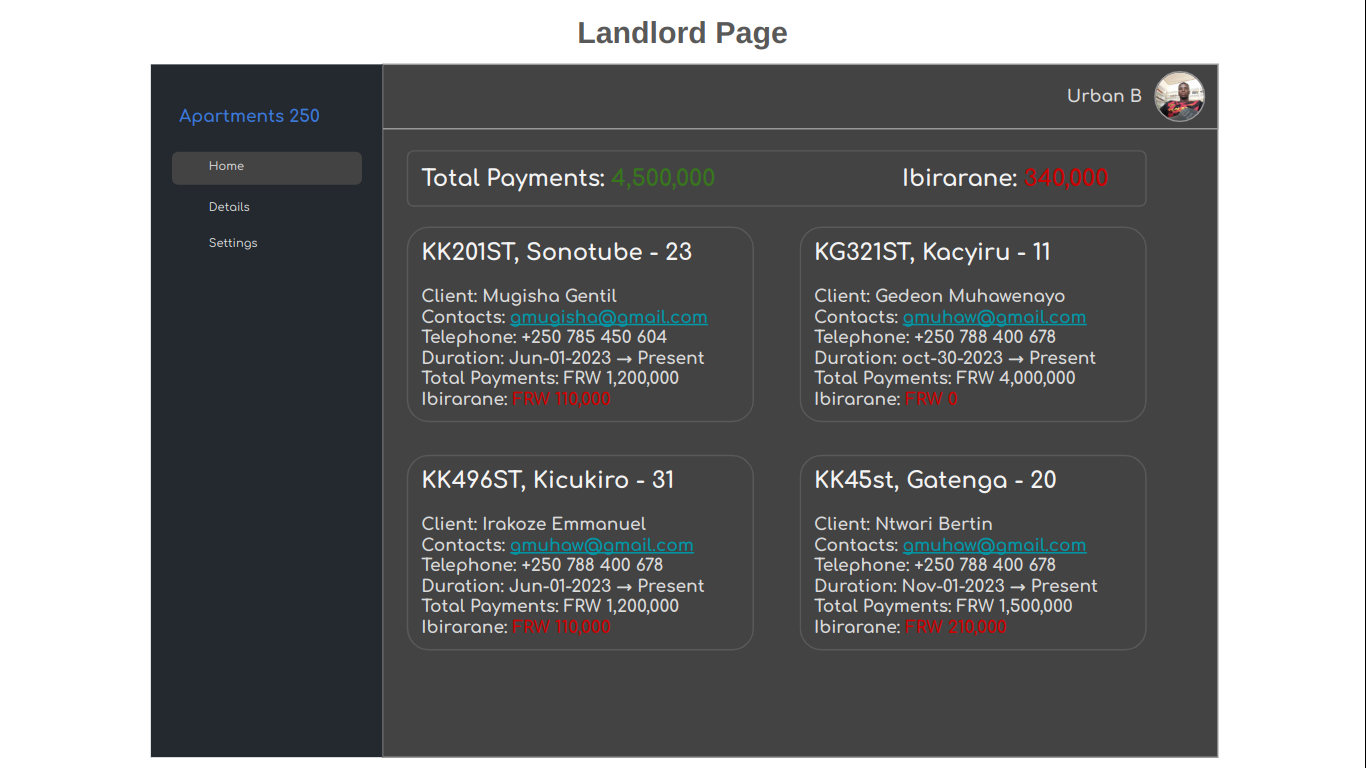 Landlord Page
Apartments 250
Home
Details
Settings
Urban B
Total Payments: 4,500,000
Ibirarane: 340,000
KK201ST, Sonotube - 23
Client: Mugisha Gentil
Contacts: gmugisha@gmail.com
Telephone: +250 785 450 604
Duration: Jun-01-2023 → Present
Total Payments: FRW 1,200,000
Ibirarane: FRW 110,000
KG321ST, Kacyiru - 11
Client: Gedeon Muhawenayo
Contacts: gmuhaw@gmail.com
Telephone: +250 788 400 678
Duration: oct-30-2023 → Present
Total Payments: FRW 4,000,000
Ibirarane: FRW 0
KK496ST, Kicukiro - 31
Client: Irakoze Emmanuel
Contacts: gmuhaw@gmail.com
Telephone: +250 788 400 678
Duration: Jun-01-2023 → Present
Total Payments: FRW 1,200,000
Ibirarane: FRW 110,000
KK45st, Gatenga - 20
Client: Ntwari Bertin
Contacts: gmuhaw@gmail.com
Telephone: +250 788 400 678
Duration: Nov-01-2023 → Present
Total Payments: FRW 1,500,000
Ibirarane: FRW 210,000